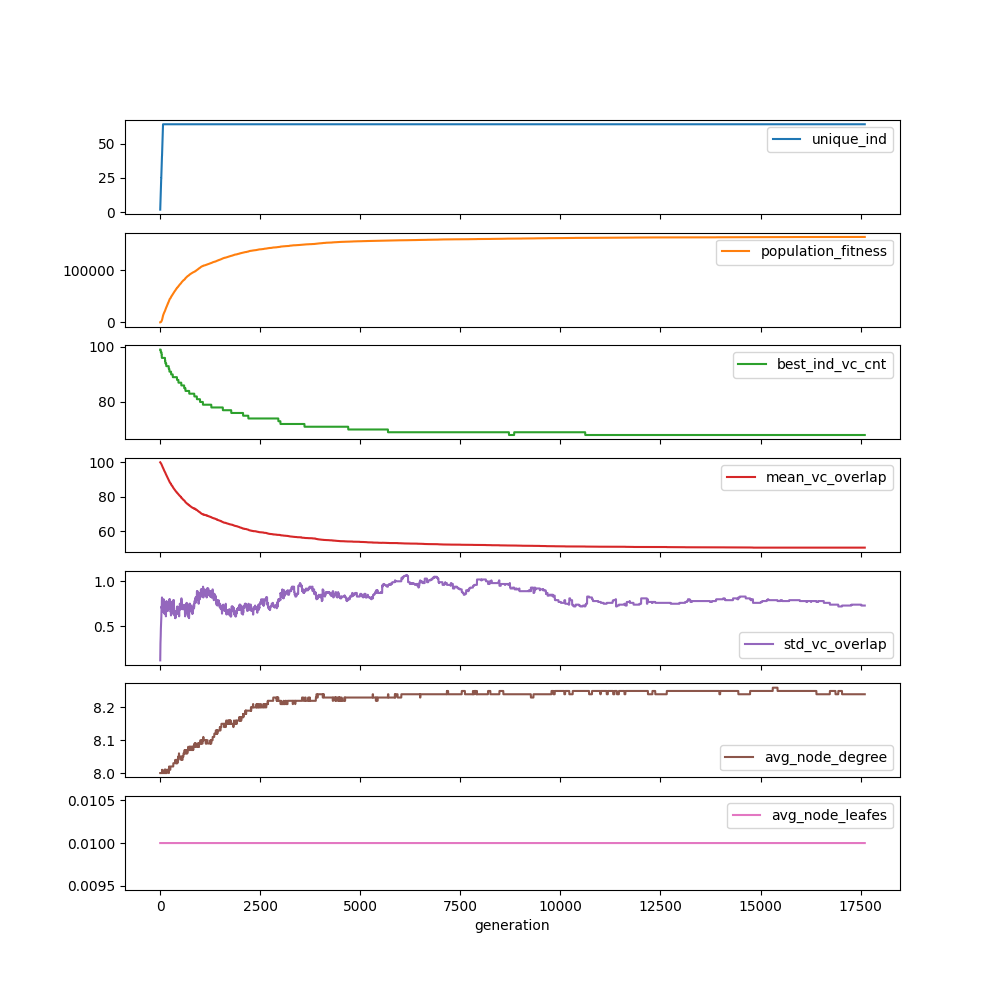 50
25
0
unique_ind
100000
0
population_fitness
100
80
best_ind_vc_cnt
100
80
60
mean_vc_overlap
1.0
0.5
std_vc_overlap
8.2
8.1
8.0
avg_node_degree
0.0105
0.0100
0.0095
avg_node_leafes
0 2500 5000 7500 10000 12500 15000 17500
generation